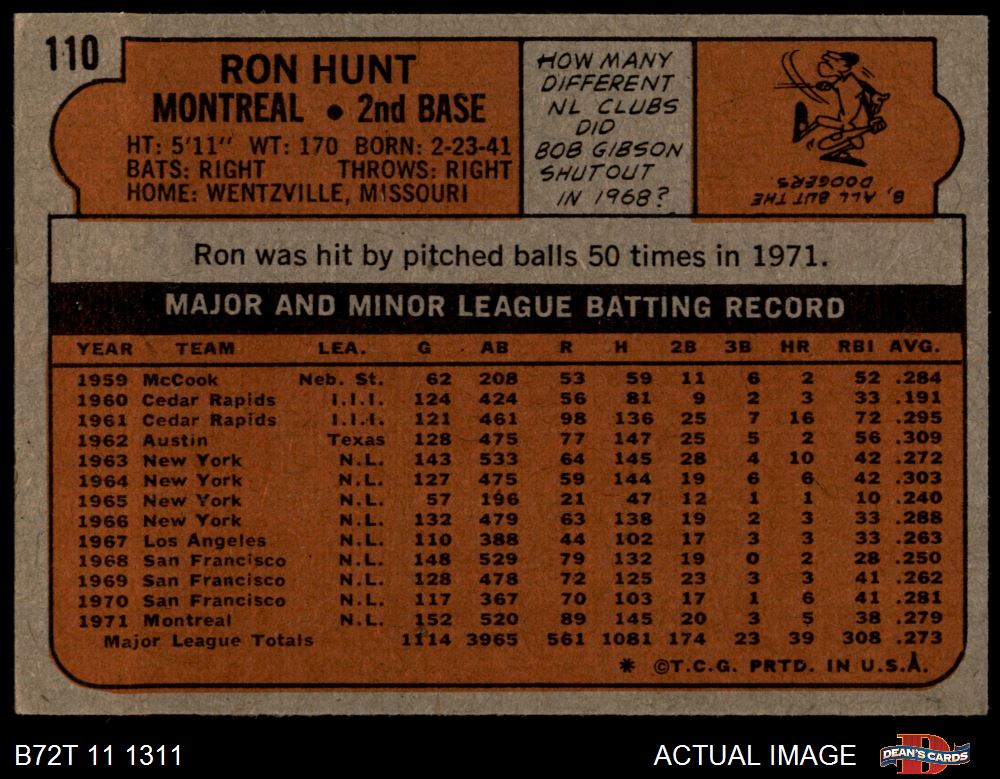 110
RON HUNT
MONTREAL • 2nd BASE
HT: 5'11" WT: 170 BORN: 2-23-41
BATS: RIGHT THROWS: RIGHT
HOME: WENTZVILLE, MISSOURI
HOW MANY
DIFFERENT
NL CLUBS
DID
BOB GIBSON
SHUTOUT
IN 1968?
8, ALL BUT THE
DODGERS.
Ron was hit by pitched balls 50 times in 1971.
MAJOR AND MINOR LEAGUE BATTING RECORD
YEAR TEAM LEA. G AB R H 2B 3B HR RBI AVG.
1959 McCook Neb. St. 62 208 53 59 11 6 2 52 .284
1960 Cedar Rapids I.I.I. 124 424 56 81 9 2 3 33 .191
1961 Cedar Rapids I.I.I. 121 461 98 136 25 7 16 72 .295
1962 Austin Texas 128 475 77 147 25 5 2 56 .309
1963 New York N.L. 143 533 64 145 28 4 10 42 .272
1964 New York N.L. 127 475 59 144 19 6 6 42 .303
1965 New York N.L. 57 196 21 47 12 1 1 10 .240
1966 New York N.L. 132 479 63 138 19 2 3 33 .288
1967 Los Angeles N.L. 110 388 44 102 17 3 3 33 .263
1968 San Francisco N.L. 148 529 79 132 19 0 2 28 .250
1969 San Francisco N.L. 128 478 72 125 23 3 3 41 .262
1970 San Francisco N.L. 117 367 70 103 17 1 6 41 .281
1971 Montreal N.L. 152 520 89 145 20 3 5 38 .279
Major League Totals 1114 3965 561 1081 174 23 39 308 .273
* ©T.C.G. PRTD. IN U.S.A.
B72T 11 1311
ACTUAL IMAGE
DEAN'S CARDS